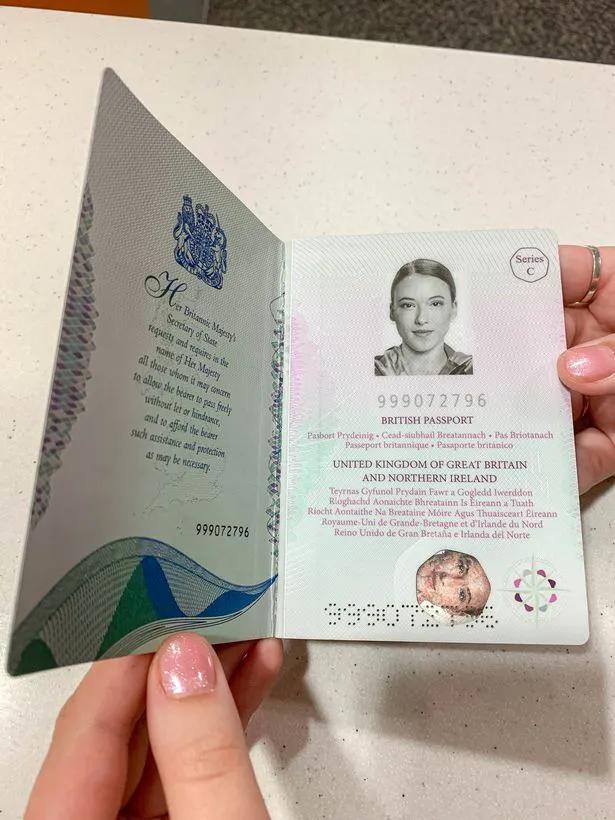 Her Britannic Majesty's
Secretary of State
requests and requires in the
name of Her Majesty
all those whom it may concern
to allow the bearer to pass freely
without let or hindrance,
and to afford the bearer
such assistance and protection
as may be necessary.
999072796
Series
C
999072796
BRITISH PASSPORT
Pasbort Prydeinig • Cead-siubhail Breatannach • Pas Briotanach
Passeport britannique • Pasaporte británico
UNITED KINGDOM OF GREAT BRITAIN
AND NORTHERN IRELAND
Teyrnas Gyfunol Prydain Fawr a Gogledd Iwerddon
Rìoghachd Aonaichte Bhreatainn Is Èireann a Tuath
Ríocht Aontaithe Na Breataine Móire Agus Thuaisceart Éireann
Royaume-Uni de Grande-Bretagne et d'Irlande du Nord
Reino Unido de Gran Bretaña e Irlanda del Norte